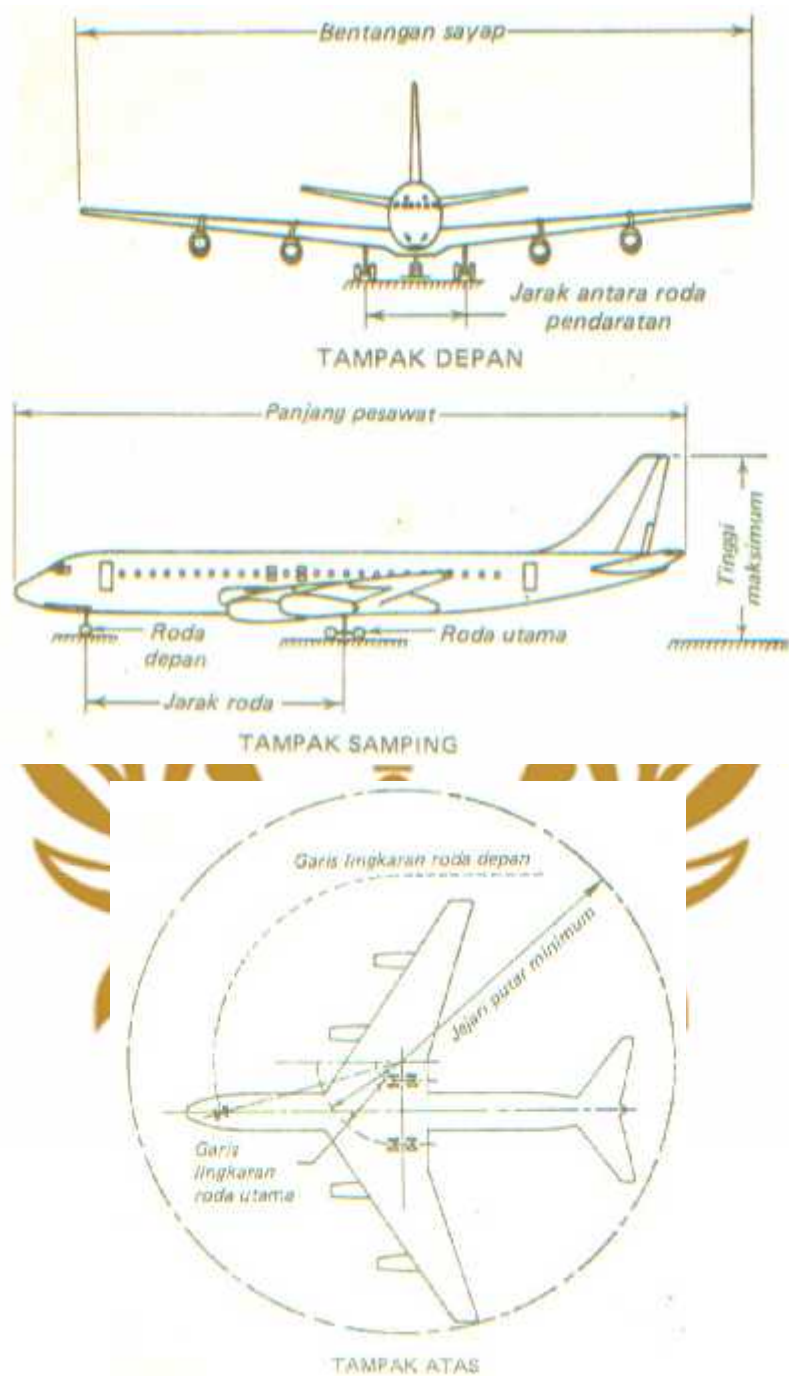 Bentangan sayap
Jarak antara roda
pendaratan
TAMPAK DEPAN
Panjang pesawat
Tinggi
maksimum
Roda
depan
Roda utama
Jarak roda
TAMPAK SAMPING
Garis lingkaran roda depan
Jejari putar minimum
Garis
lingkaran
roda utama
TAMPAK ATAS